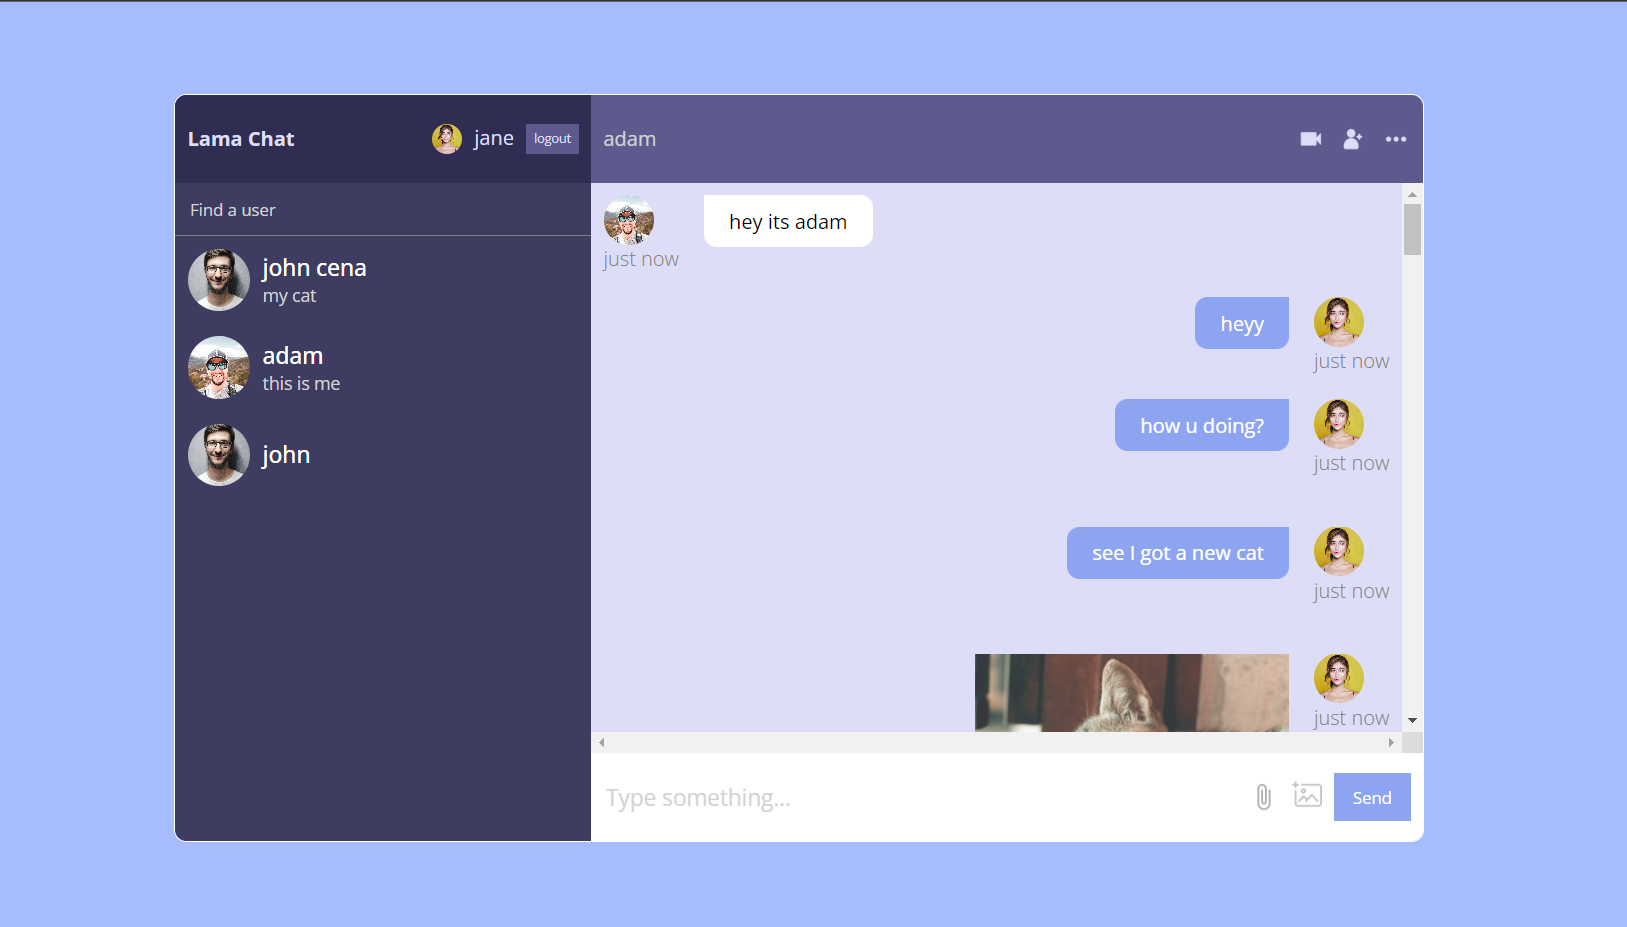 Lama Chat
jane
logout
Find a user
john cena
my cat
adam
this is me
john
adam
hey its adam
just now
heyy
just now
how u doing?
just now
see I got a new cat
just now
just now
Type something...
Send